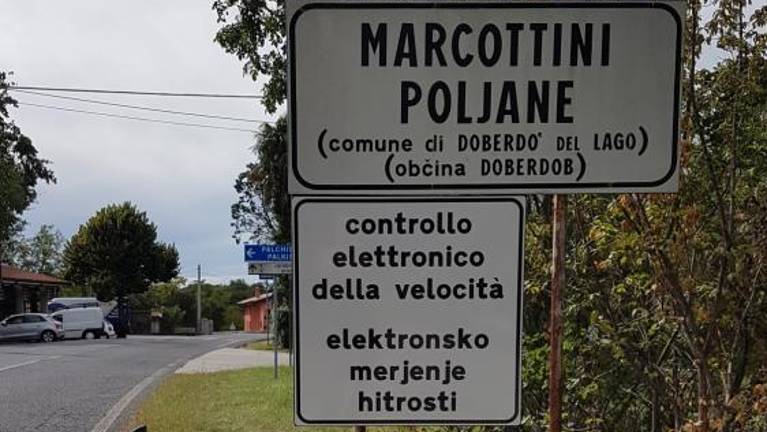 MARCOTTINI
POLJANE
(comune di DOBERDO' DEL LAGO)
(občina DOBERDOB)
controllo
elettronico
della velocità
elektronsko
merjenje
hitrosti